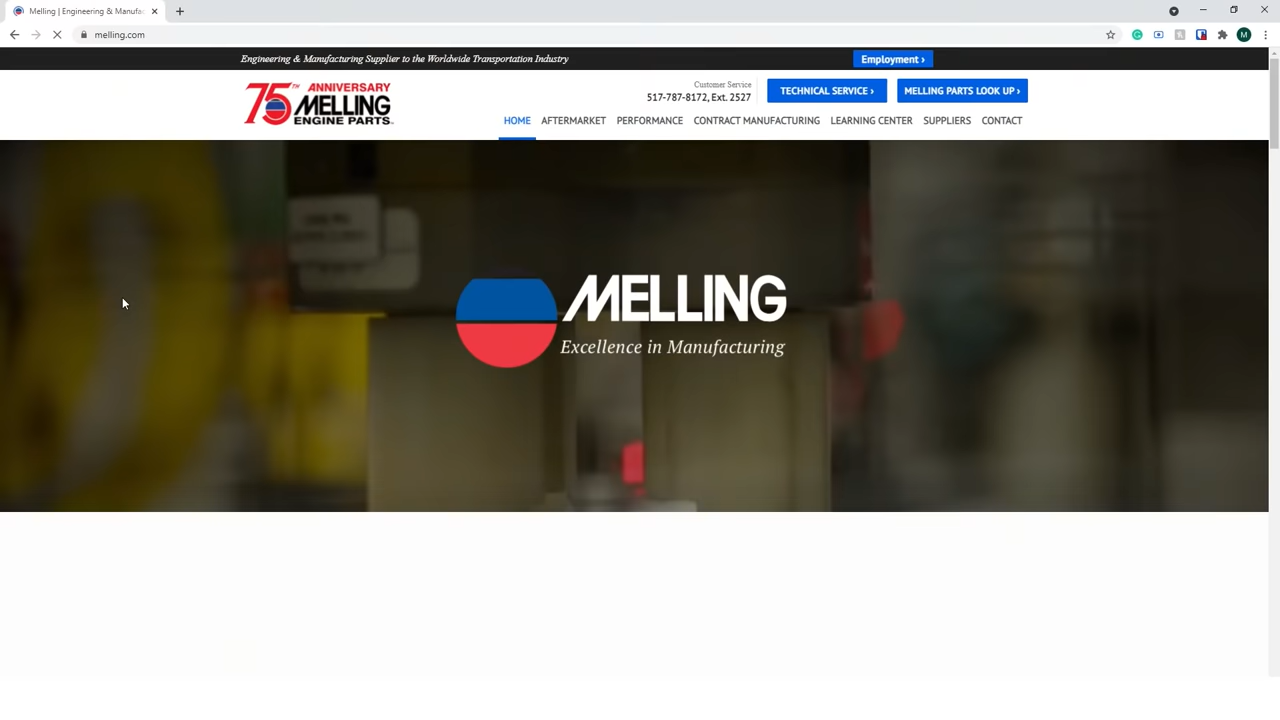 Melling | Engineering & Manufa
melling.com
M
Engineering & Manufacturing Supplier to the Worldwide Transportation Industry
Employment ›
75TH ANNIVERSARY
MELLING
ENGINE PARTS
Customer Service
517-787-8172, Ext. 2527
TECHNICAL SERVICE ›
MELLING PARTS LOOK UP ›
HOME AFTERMARKET PERFORMANCE CONTRACT MANUFACTURING LEARNING CENTER SUPPLIERS CONTACT
MELLING
Excellence in Manufacturing